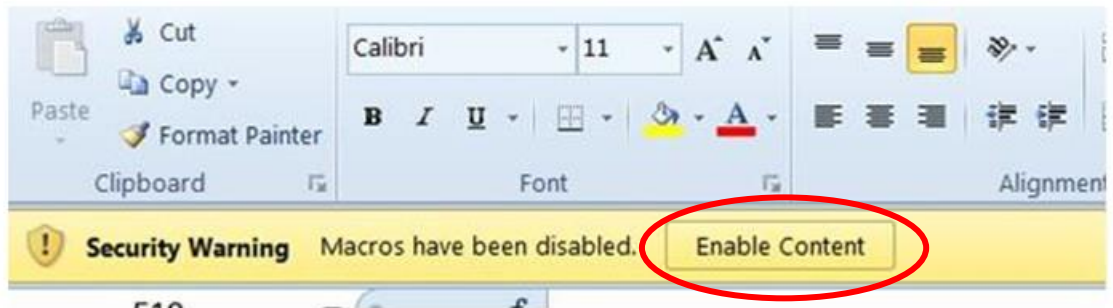 Cut
Calibri 11 A A
Copy
Paste
B I U A
Format Painter
Clipboard Font Alignment
Security Warning Macros have been disabled. Enable Content